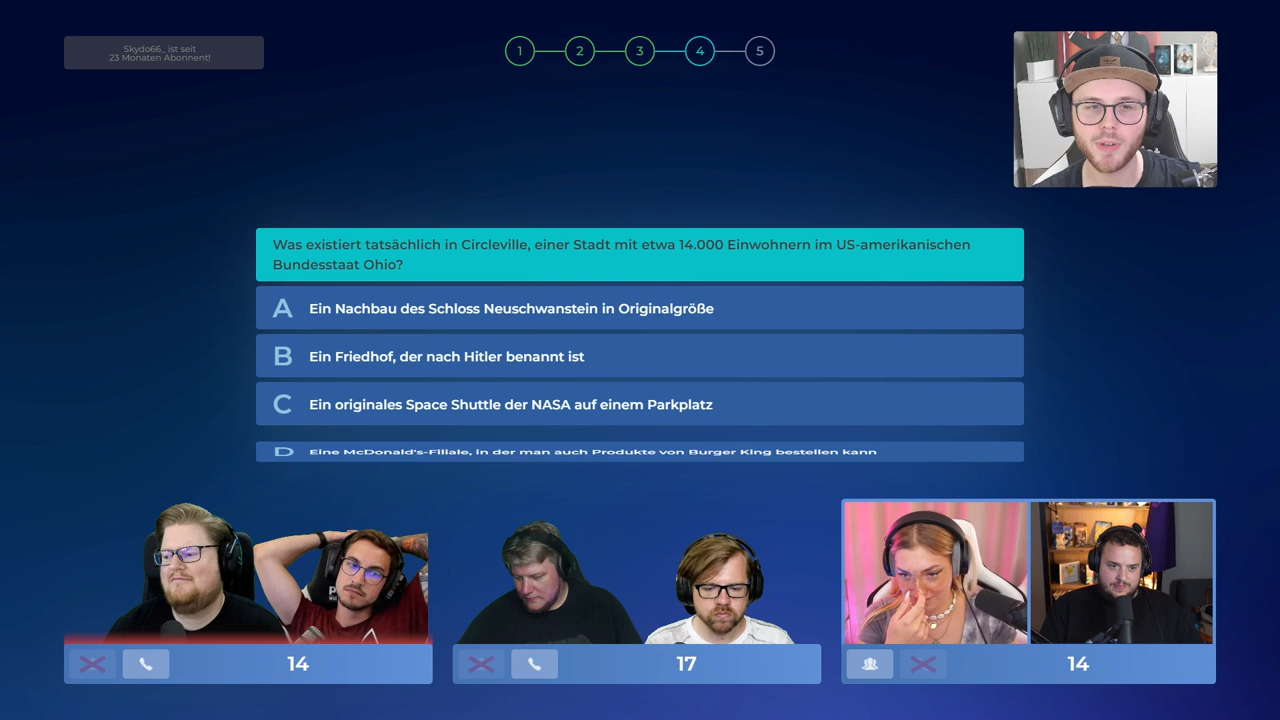 Skydo66_ ist seit
23 Monaten Abonnent!
1 2 3 4 5
Was existiert tatsächlich in Circleville, einer Stadt mit etwa 14.000 Einwohnern im US-amerikanischen
Bundesstaat Ohio?
A Ein Nachbau des Schloss Neuschwanstein in Originalgröße
B Ein Friedhof, der nach Hitler benannt ist
C Ein originales Space Shuttle der NASA auf einem Parkplatz
D Eine McDonald's-Filiale, in der man auch Produkte von Burger King bestellen kann
14
17
14